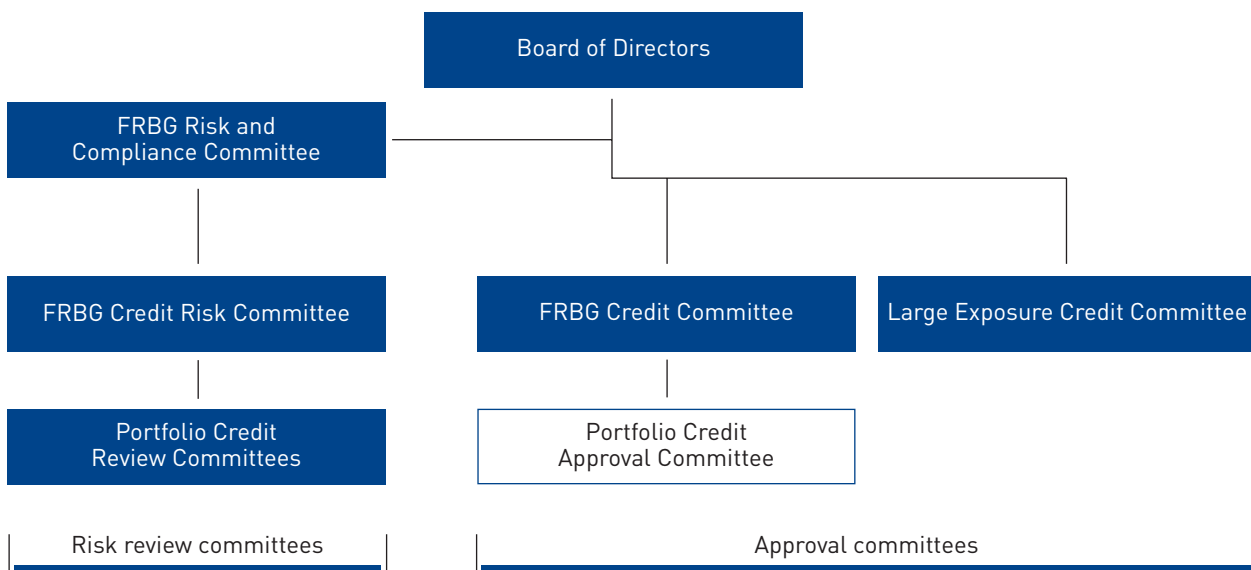 Board of Directors
FRBG Risk and
Compliance Committee
FRBG Credit Risk Committee
FRBG Credit Committee
Large Exposure Credit Committee
Portfolio Credit
Review Committees
Portfolio Credit
Approval Committee
Risk review committees
Approval committees